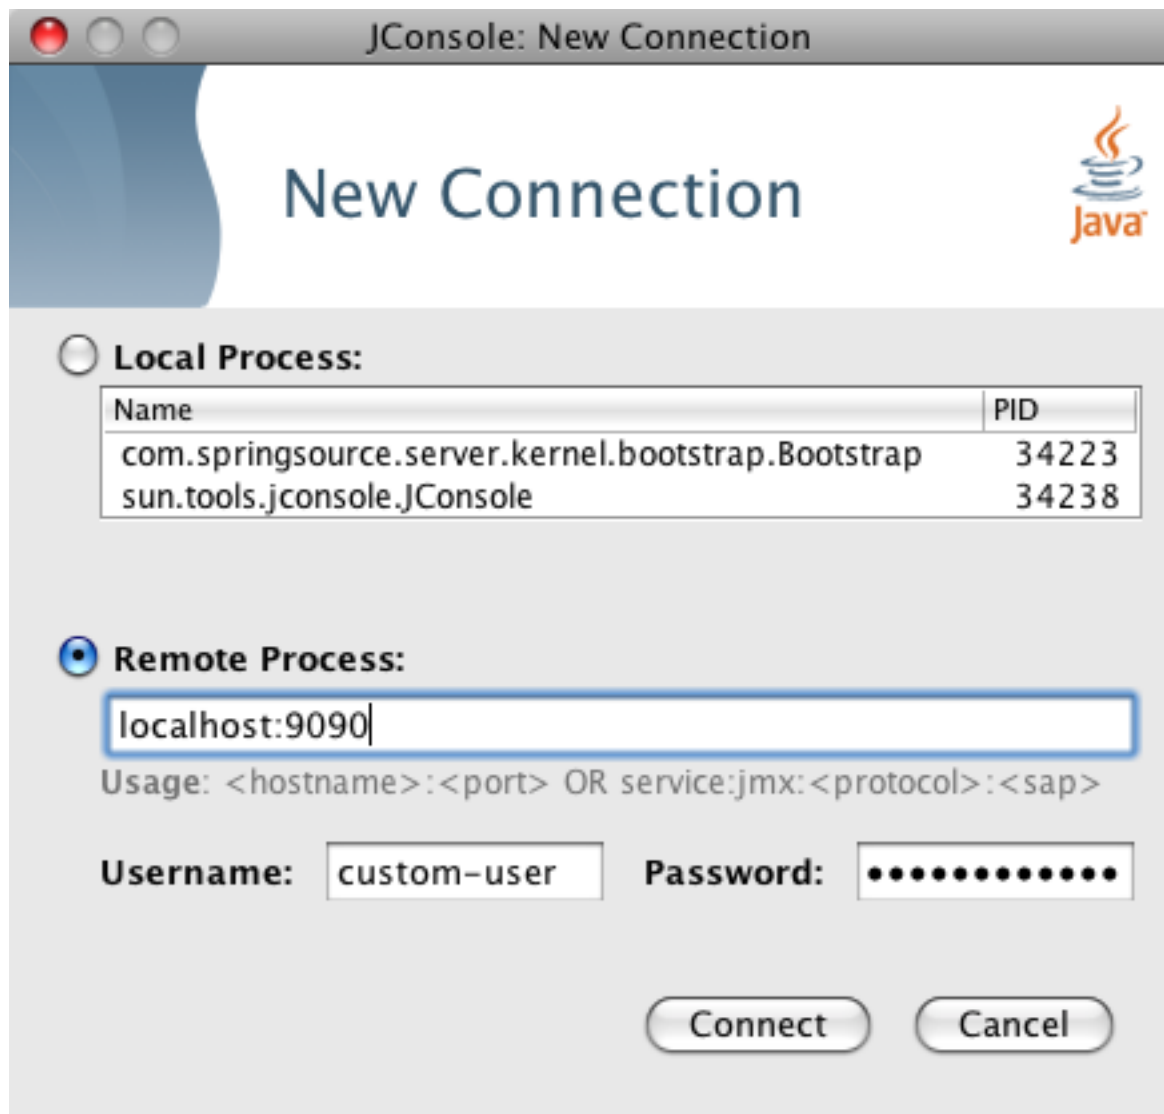 JConsole: New Connection
New Connection
Java
Local Process:
Name PID
com.springsource.server.kernel.bootstrap.Bootstrap 34223
sun.tools.jconsole.JConsole 34238
Remote Process:
localhost:9090
Usage: <hostname>:<port> OR service:jmx:<protocol>:<sap>
Username: custom-user Password: ●●●●●●●●●●●●
Connect Cancel